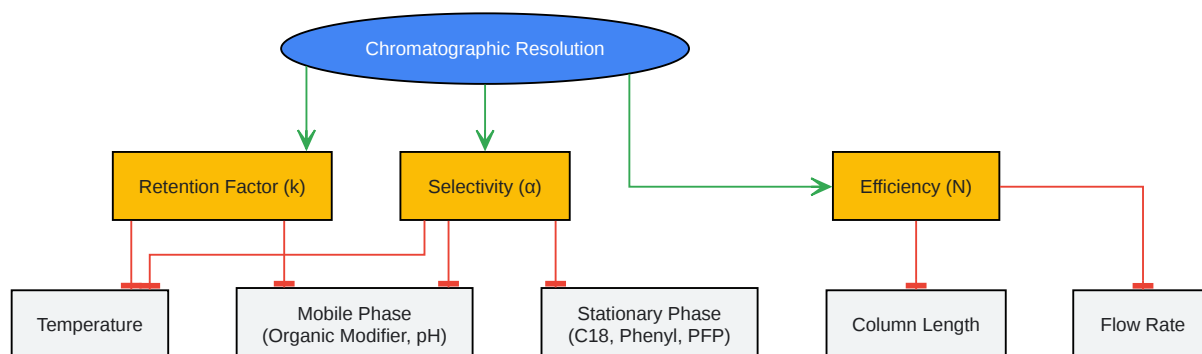 Chromatographic Resolution
Retention Factor (k)
Selectivity (α)
Efficiency (N)
Temperature
Mobile Phase
(Organic Modifier, pH)
Stationary Phase
(C18, Phenyl, PFP)
Column Length
Flow Rate